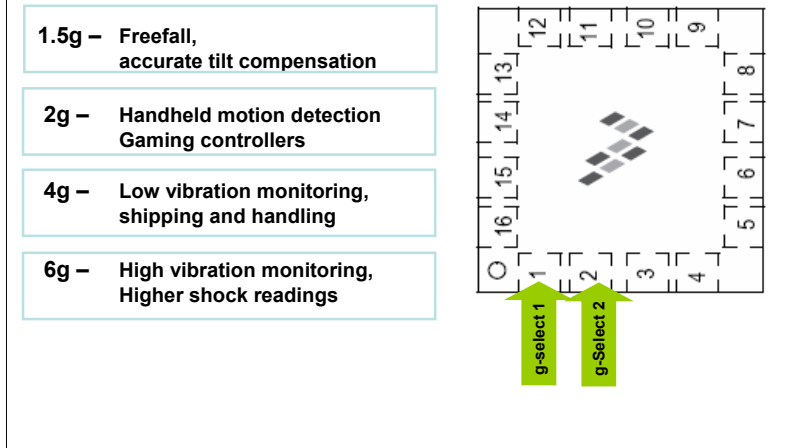 1.5g – Freefall,
accurate tilt compensation
2g – Handheld motion detection
Gaming controllers
4g – Low vibration monitoring,
shipping and handling
6g – High vibration monitoring,
Higher shock readings
12 11 10 9
13
14
15
16
8
7
6
5
1 2 3 4
g-select 1
g-Select 2